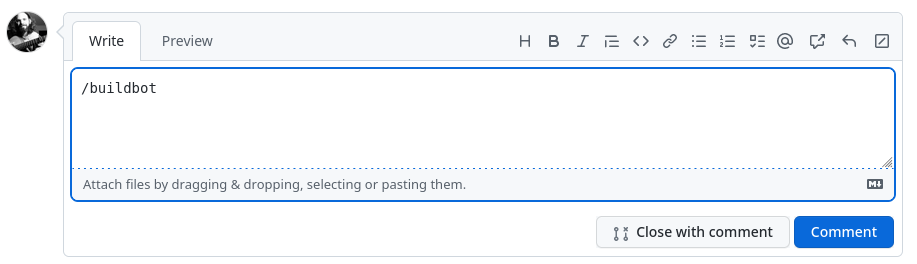 Write Preview
/buildbot
Attach files by dragging & dropping, selecting or pasting them.
Close with comment Comment